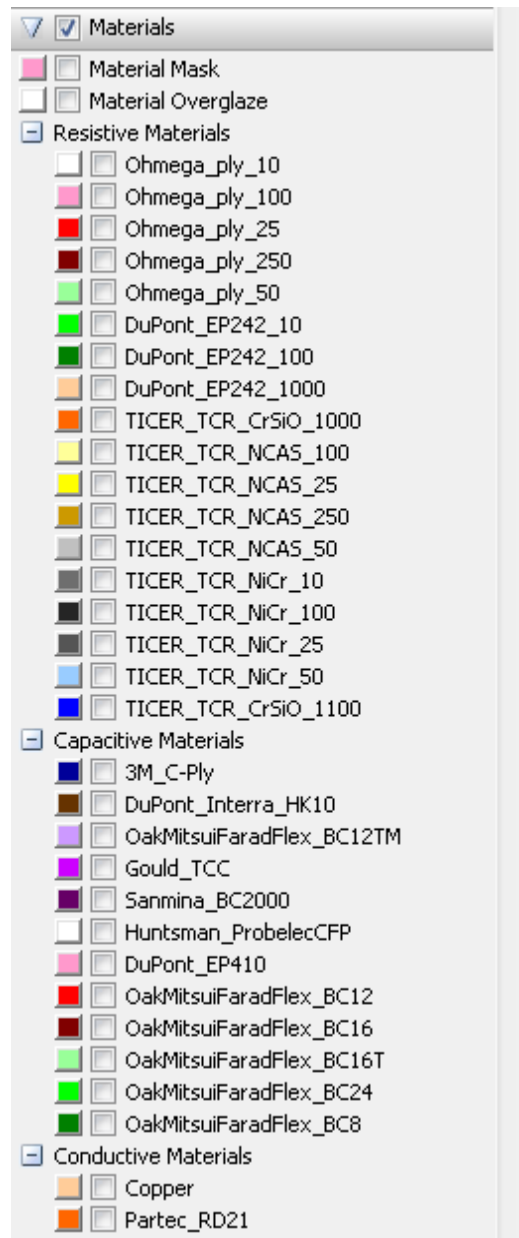 Materials
Material Mask
Material Overglaze
Resistive Materials
Ohmega_ply_10
Ohmega_ply_100
Ohmega_ply_25
Ohmega_ply_250
Ohmega_ply_50
DuPont_EP242_10
DuPont_EP242_100
DuPont_EP242_1000
TICER_TCR_CrSiO_1000
TICER_TCR_NCAS_100
TICER_TCR_NCAS_25
TICER_TCR_NCAS_250
TICER_TCR_NCAS_50
TICER_TCR_NiCr_10
TICER_TCR_NiCr_100
TICER_TCR_NiCr_25
TICER_TCR_NiCr_50
TICER_TCR_CrSiO_1100
Capacitive Materials
3M_C-Ply
DuPont_Interra_HK10
OakMitsuiFaradFlex_BC12TM
Gould_TCC
Sanmina_BC2000
Huntsman_ProbelecCFP
DuPont_EP410
OakMitsuiFaradFlex_BC12
OakMitsuiFaradFlex_BC16
OakMitsuiFaradFlex_BC16T
OakMitsuiFaradFlex_BC24
OakMitsuiFaradFlex_BC8
Conductive Materials
Copper
Partec_RD21